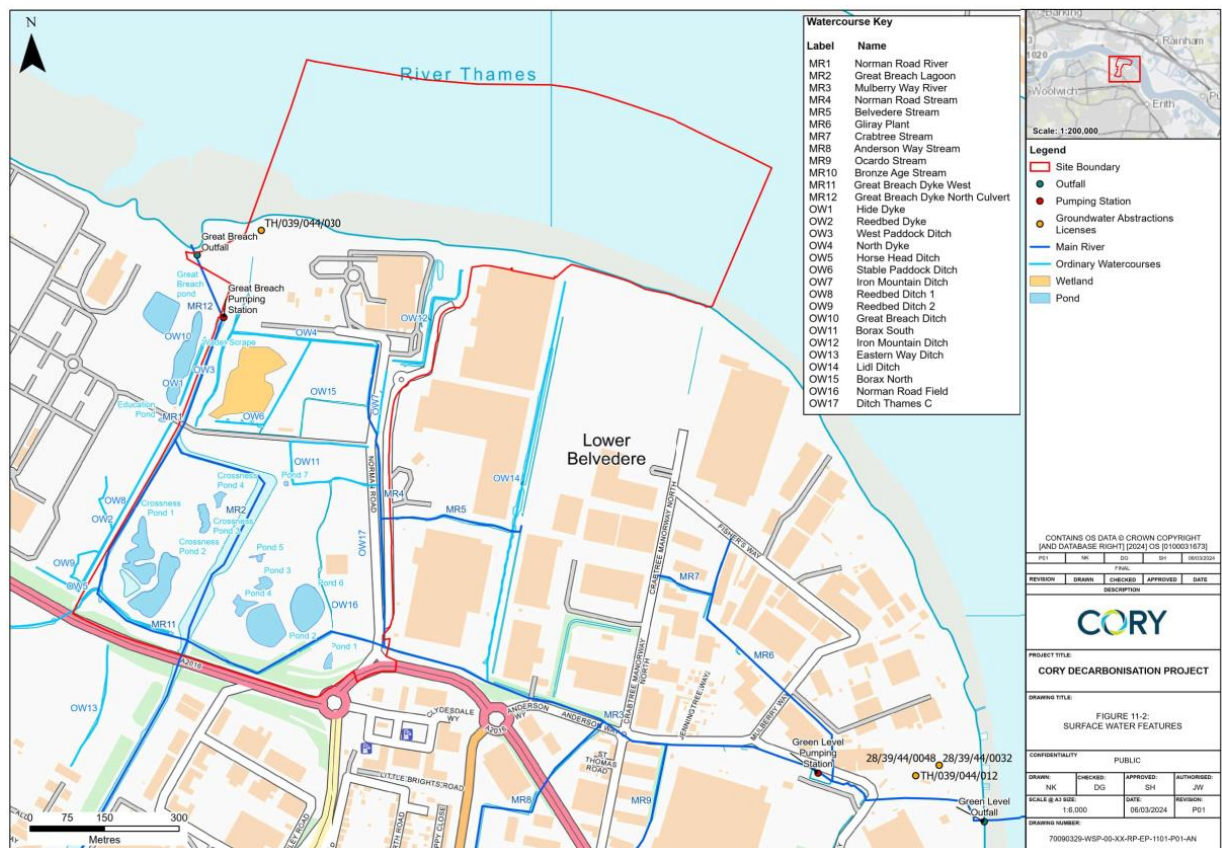 N
River Thames
TH/039/044/030
Great Breach
Outfall
Great
Breach
pond
Great Breach
Pumping
Station
MR12
OW10
OW4
OW12
OW3
OW1
OW15
OW7
OW6
Education
Pond
MR1
OW11
Pond 7
Crossness
Pond 4
MR2
OW8
OW2
Crossness
Pond 1
Crossness
Pond 3
Crossness
Pond 2
Pond 5
Pond 3
Pond 4
Pond 6
OW16
Pond 2
Pond 1
OW9
OW5
MR11
OW13
NORMAN ROAD
MR4
OW17
MR5
OW14
Lower
Belvedere
CRABTREE MANORWAY NORTH
FISHER'S WAY
MR7
MR6
CRABTREE MANORWAY
NORTH
JENNINGTREE WAY
MULBERRY WAY
A2016
A2016
CLYDESDALE
WY
ANDERSON
WY
ANDERSON WAY
MR3
ST
THOMAS
ROAD
MR8
MR9
LITTLE BRIGHTS ROAD
Green Level
Pumping
Station
28/39/44/0048
28/39/44/0032
TH/039/044/012
Green Level
Outfall
0 75 150 300
Metres
Watercourse Key
Label Name
MR1 Norman Road River
MR2 Great Breach Lagoon
MR3 Mulberry Way River
MR4 Norman Road Stream
MR5 Belvedere Stream
MR6 Gliray Plant
MR7 Crabtree Stream
MR8 Anderson Way Stream
MR9 Ocardo Stream
MR10 Bronze Age Stream
MR11 Great Breach Dyke West
MR12 Great Breach Dyke North Culvert
OW1 Hide Dyke
OW2 Reedbed Dyke
OW3 West Paddock Ditch
OW4 North Dyke
OW5 Horse Head Ditch
OW6 Stable Paddock Ditch
OW7 Iron Mountain Ditch
OW8 Reedbed Ditch 1
OW9 Reedbed Ditch 2
OW10 Great Breach Ditch
OW11 Borax South
OW12 Iron Mountain Ditch
OW13 Eastern Way Ditch
OW14 Lidl Ditch
OW15 Borax North
OW16 Norman Road Field
OW17 Ditch Thames C
Barking
Rainham
1020
Woolwich
Erith
Scale: 1:200,000
Legend
Site Boundary
Outfall
Pumping Station
Groundwater Abstractions
Licenses
Main River
Ordinary Watercourses
Wetland
Pond
CONTAINS OS DATA © CROWN COPYRIGHT
[AND DATABASE RIGHT] [2024] OS [0100031673]
P01 NK DG SH 06/03/2024
FINAL
REVISION DRAWN CHECKED APPROVED DATE
DESCRIPTION
CORY
PROJECT TITLE:
CORY DECARBONISATION PROJECT
DRAWING TITLE:
FIGURE 11-2:
SURFACE WATER FEATURES
CONFIDENTIALITY
PUBLIC
DRAWN: CHECKED: APPROVED: AUTHORISED:
NK DG SH JW
SCALE @ A3 SIZE: DATE: REVISION:
1:6,000 06/03/2024 P01
DRAWING NUMBER:
70090329-WSP-00-XX-RP-EP-1101-P01-AN